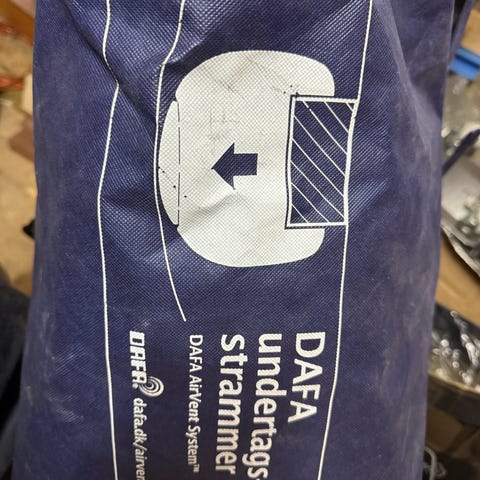 DAFA
undertags-
strammer
DAFA AirVent System™
DAFA dafa.dk/airven